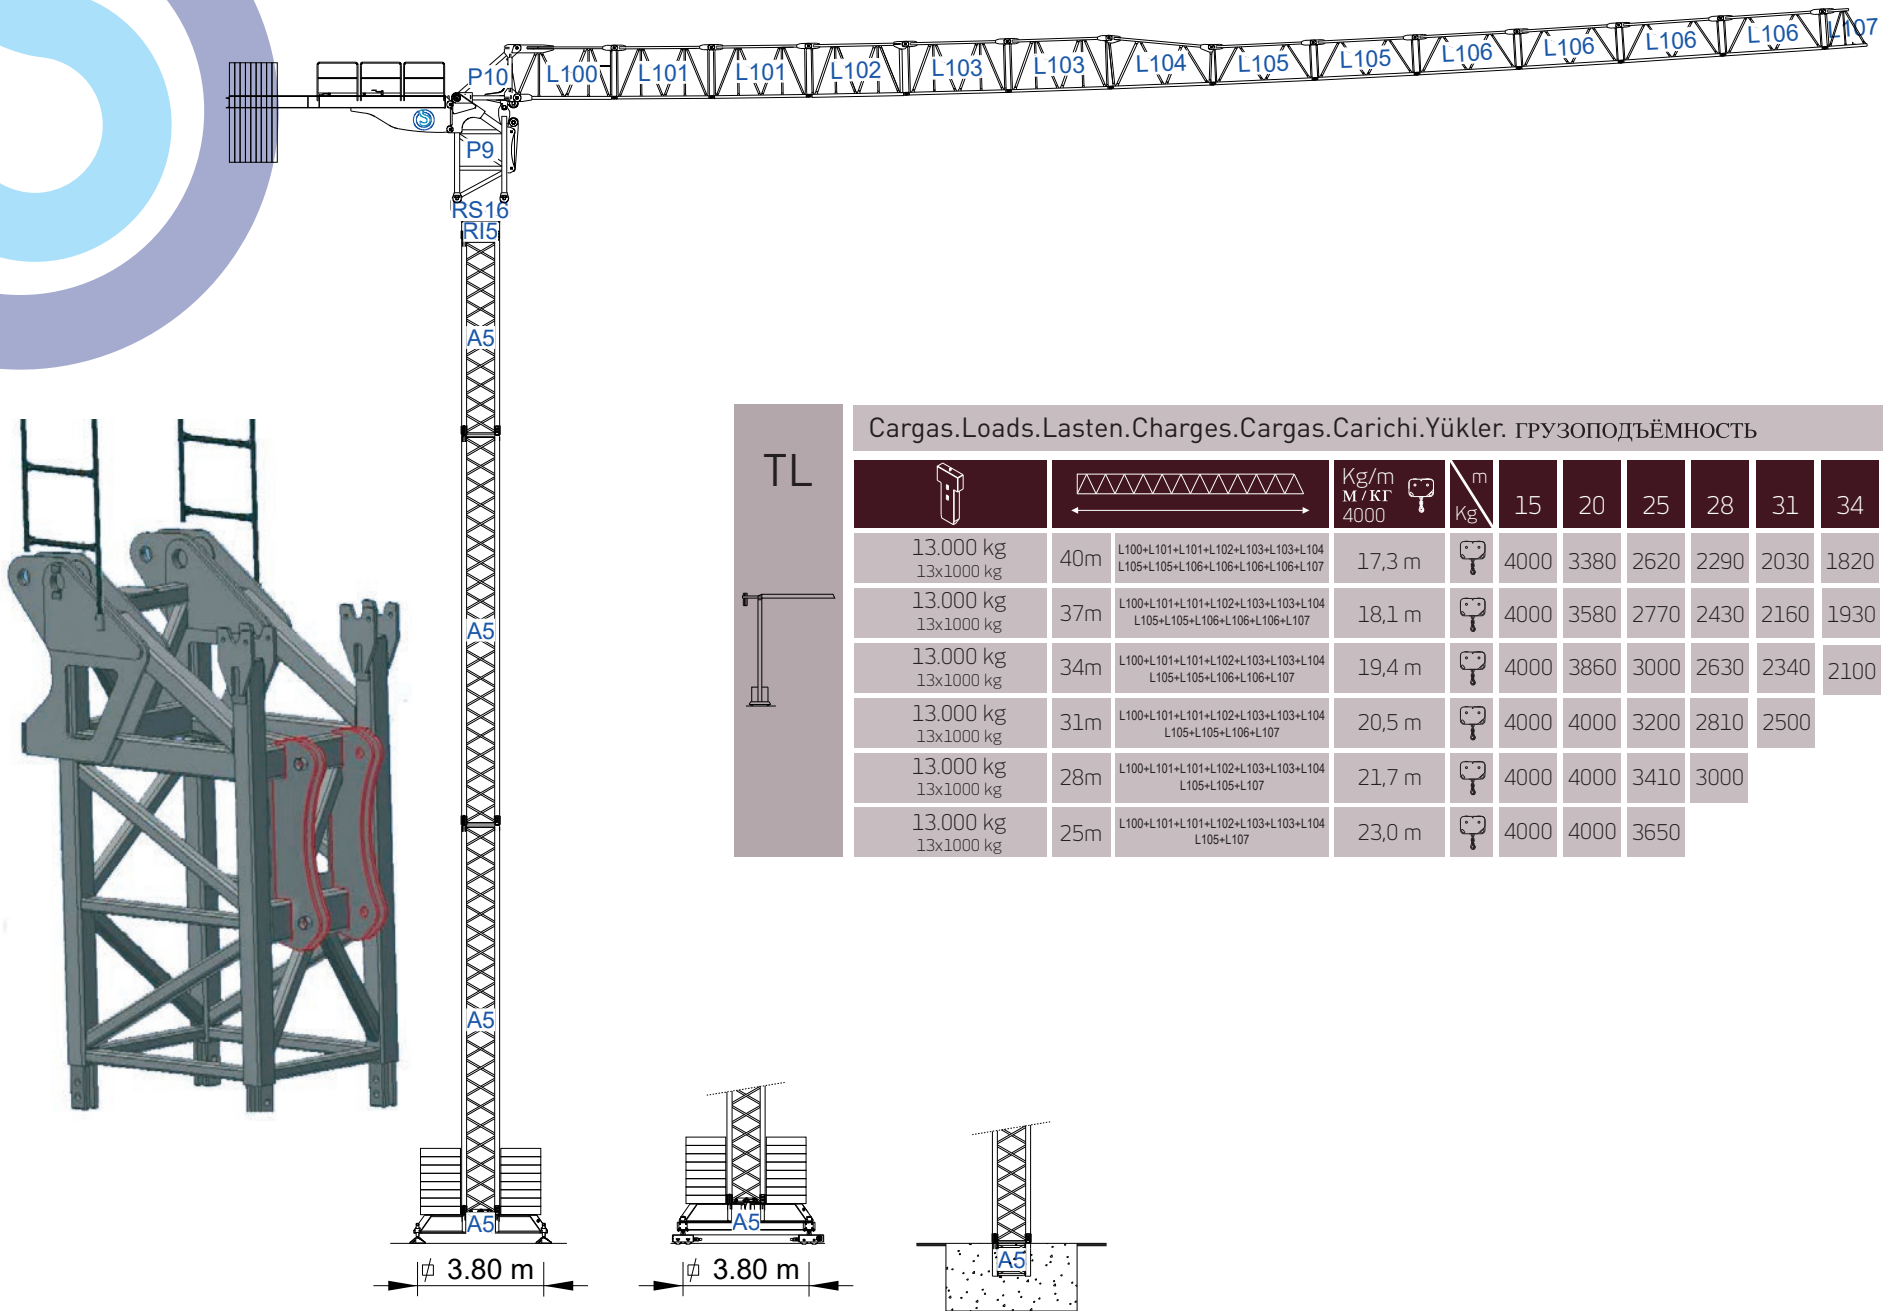 P10 L100 L101 L101 L102 L103 L103 L104 L105 L105 L106 L106 L106 L106 L107
P9
RS16
RI5
A5
A5
A5
A5
3.80 m
A5
3.80 m
A5
TL
Cargas.Loads.Lasten.Charges.Cargas.Carichi.Yükler. ГРУЗОПОДЪЁМНОСТЬ
Kg/m
М/КГ
4000
m
Kg
15 20 25 28 31 34
13.000 kg
13x1000 kg
40m
L100+L101+L101+L102+L103+L103+L104
L105+L105+L106+L106+L106+L106+L107
17,3 m 4000 3380 2620 2290 2030 1820
13.000 kg
13x1000 kg
37m
L100+L101+L101+L102+L103+L103+L104
L105+L105+L106+L106+L106+L107
18,1 m 4000 3580 2770 2430 2160 1930
13.000 kg
13x1000 kg
34m
L100+L101+L101+L102+L103+L103+L104
L105+L105+L106+L106+L107
19,4 m 4000 3860 3000 2630 2340 2100
13.000 kg
13x1000 kg
31m
L100+L101+L101+L102+L103+L103+L104
L105+L105+L106+L107
20,5 m 4000 4000 3200 2810 2500
13.000 kg
13x1000 kg
28m
L100+L101+L101+L102+L103+L103+L104
L105+L105+L107
21,7 m 4000 4000 3410 3000
13.000 kg
13x1000 kg
25m
L100+L101+L101+L102+L103+L103+L104
L105+L107
23,0 m 4000 4000 3650